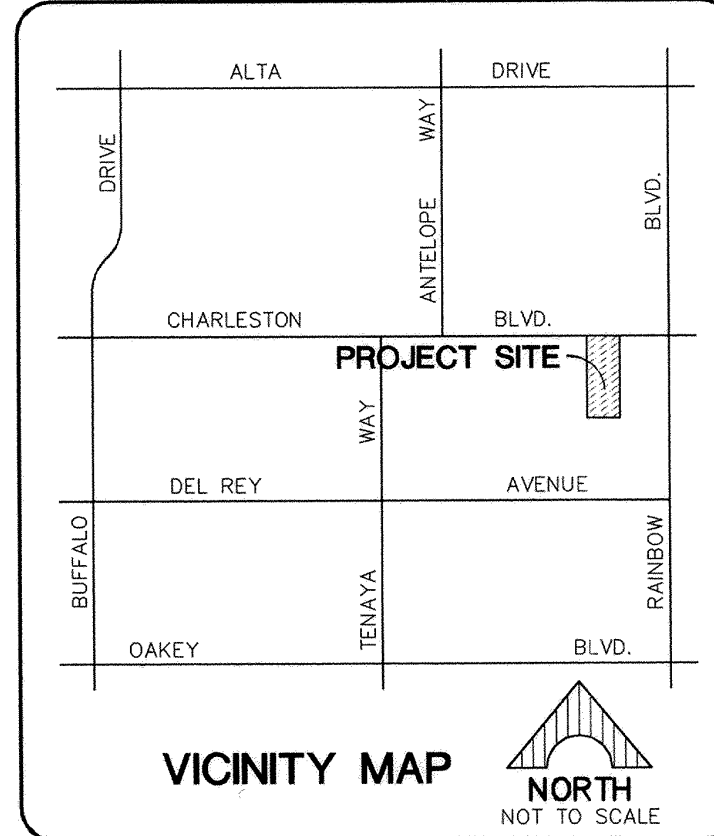 ALTA DRIVE
DRIVE
ANTELOPE WAY
BLVD.
CHARLESTON BLVD.
PROJECT SITE
WAY
DEL REY AVENUE
BUFFALO
TENAYA
RAINBOW
OAKEY BLVD.
VICINITY MAP
NORTH
NOT TO SCALE